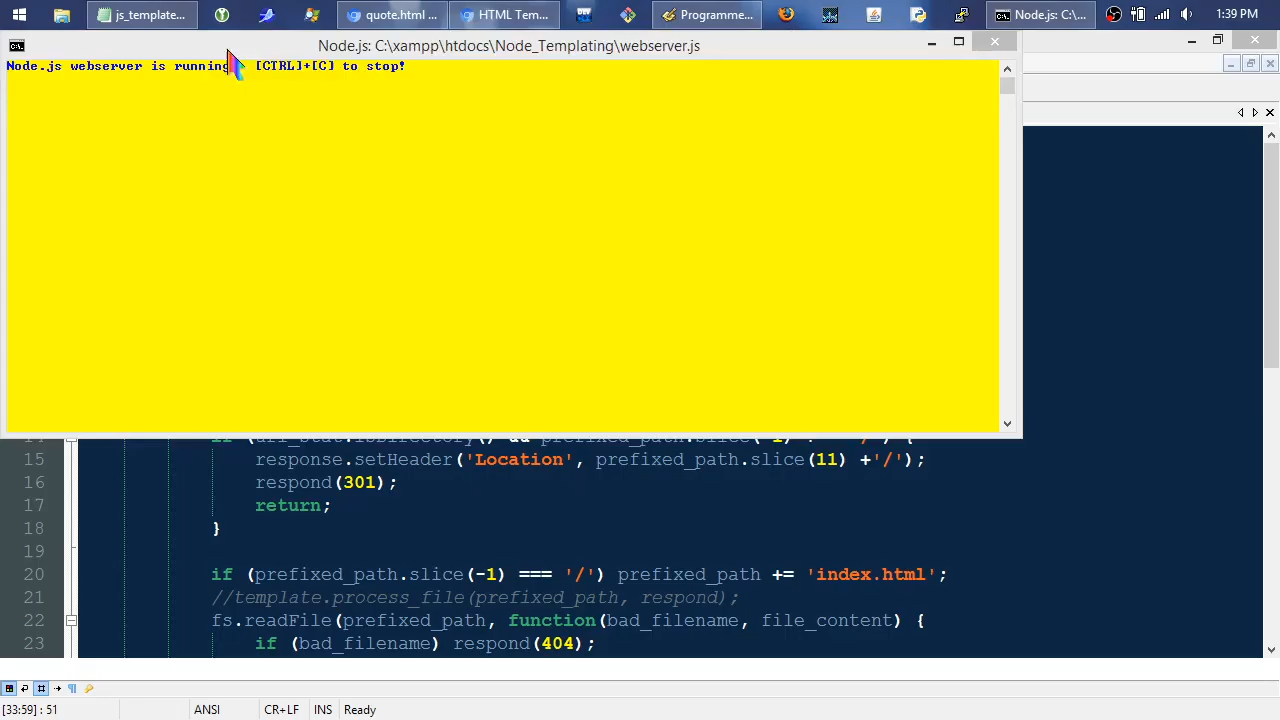 js_template...
quote.html ...
HTML Tem...
Programme...
Node.js: C:\...
1:39 PM
Node.js: C:\xampp\htdocs\Node_Templating\webserver.js
Node.js webserver is running [CTRL]+[C] to stop!
15 response.setHeader('Location', prefixed_path.slice(11) +'/');
16 respond(301);
17 return;
18 }
19
20 if (prefixed_path.slice(-1) === '/') prefixed_path += 'index.html';
21 //template.process_file(prefixed_path, respond);
22 fs.readFile(prefixed_path, function(bad_filename, file_content) {
23 if (bad_filename) respond(404);
[33:59] : 51
ANSI
CR+LF
INS
Ready